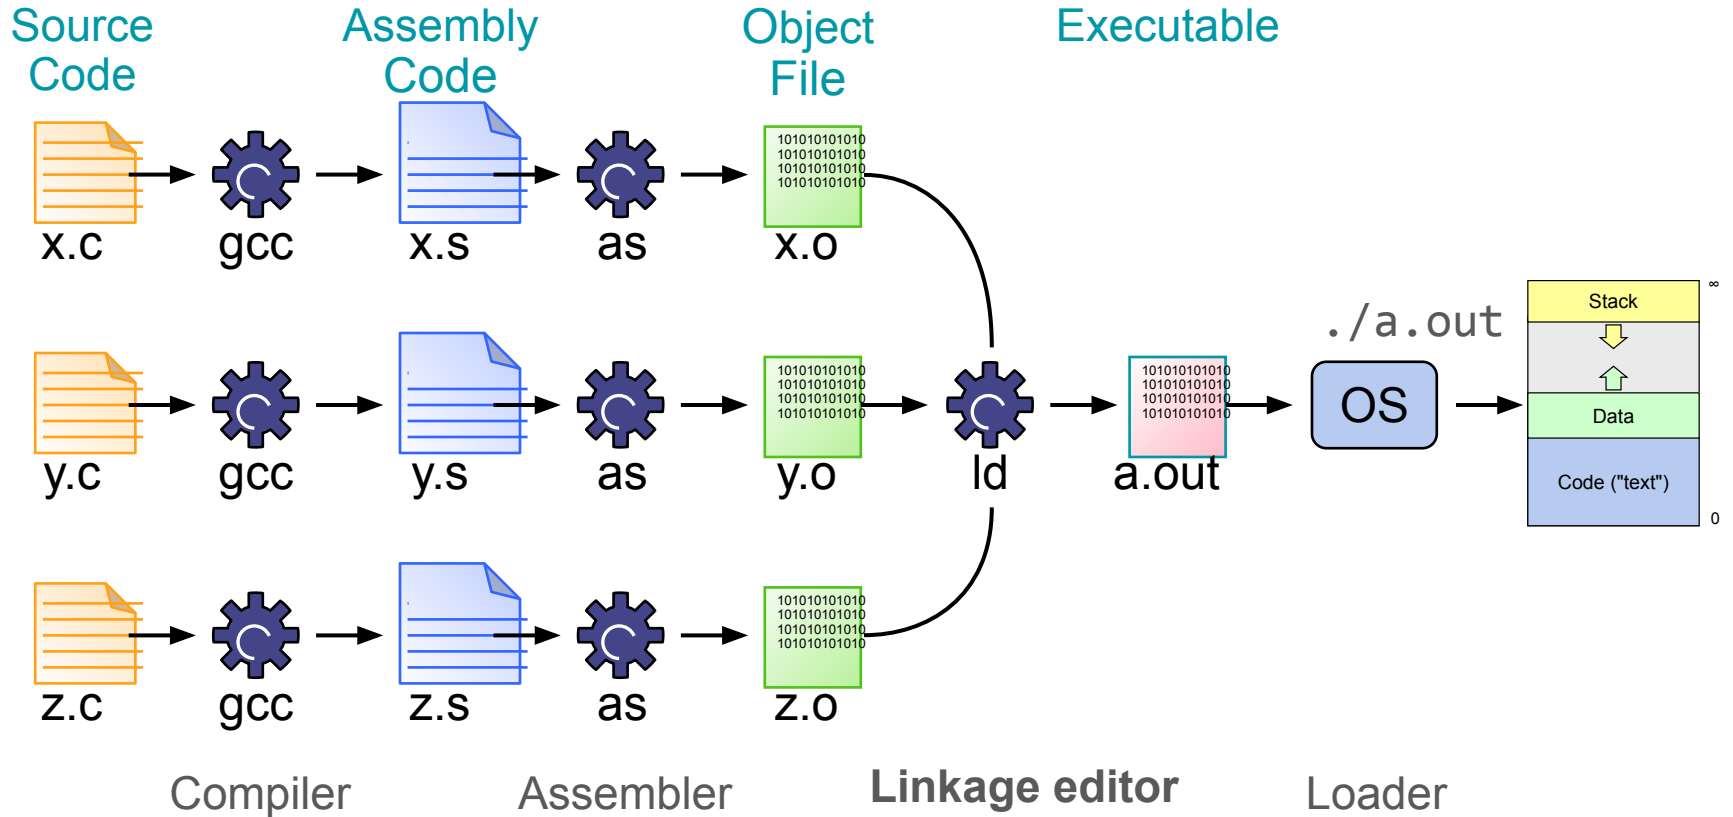 Source
Code
Assembly
Code
Object
File
Executable
101010101010
101010101010
101010101010
101010101010
x.c
gcc
x.s
as
x.o
./a.out
∞
Stack
101010101010
101010101010
101010101010
101010101010
101010101010
101010101010
101010101010
101010101010
OS
Data
y.c
gcc
y.s
as
y.o
ld
a.out
Code ("text")
0
101010101010
101010101010
101010101010
101010101010
z.c
gcc
z.s
as
z.o
Compiler
Assembler
Linkage editor
Loader